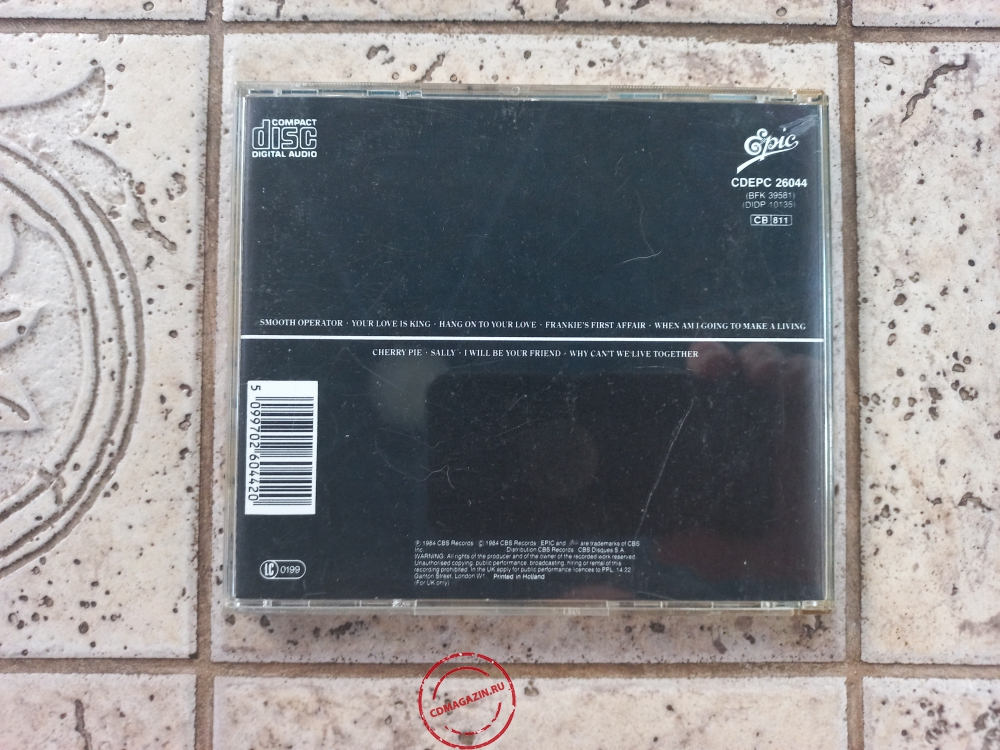 COMPACT
disc
DIGITAL AUDIO
Epic
CDEPC 26044
(BFK 39581)
(DIDP 10135)
CB 811
SMOOTH OPERATOR · YOUR LOVE IS KING · HANG ON TO YOUR LOVE · FRANKIE'S FIRST AFFAIR · WHEN AM I GOING TO MAKE A LIVING
CHERRY PIE · SALLY · I WILL BE YOUR FRIEND · WHY CAN'T WE LIVE TOGETHER
5 099702 604420
LC 0199
℗ 1984 CBS Records © 1984 CBS Records EPIC and are trademarks of CBS
Inc. Distribution CBS Records CBS Disques S.A.
WARNING: All rights of the producer and of the owner of the recorded work reserved.
Unauthorised copying, public performance, broadcasting, hiring or rental of this
recording prohibited. In the UK apply for public performance licences to PPL, 14-22
Ganton Street, London W1. Printed in Holland
(For UK only)
CDMAGAZIN.RU